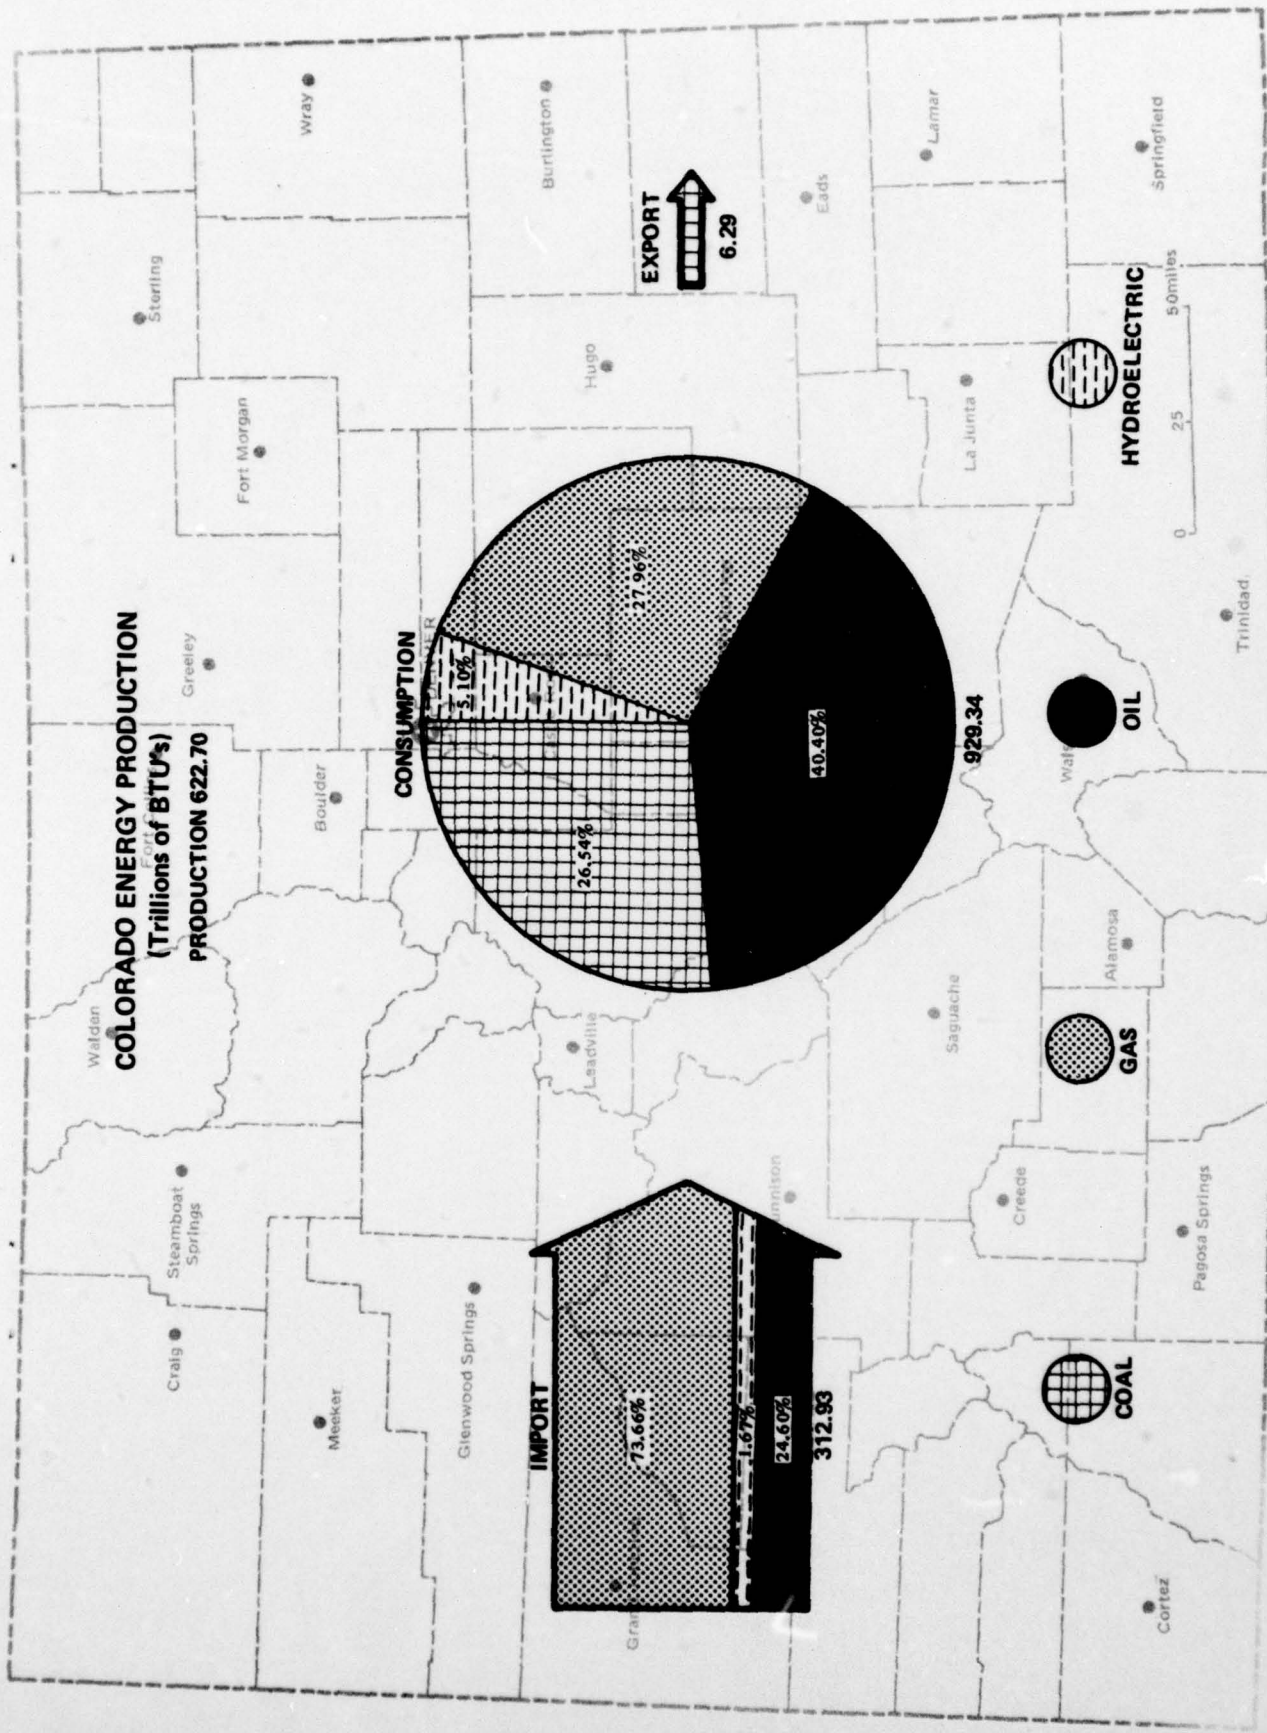 COLORADO ENERGY PRODUCTION
(Trillions of BTU's)
PRODUCTION 622.70
Walden
Steamboat
Springs
Craig
Meeker
Glenwood Springs
Greeley
Fort Morgan
Sterling
Wray
Boulder
Burlington
Hugo
Leadville
IMPORT
73.66%
1.67%
24.60%
312.93
CONSUMPTION
5.10%
26.54%
27.96%
40.40%
929.34
EXPORT
6.29
Eads
Lamar
La Junta
Springfield
Saguache
Creede
Alamosa
Pagosa Springs
Cortez
Trinidad
COAL
GAS
OIL
HYDROELECTRIC
0 25 50miles